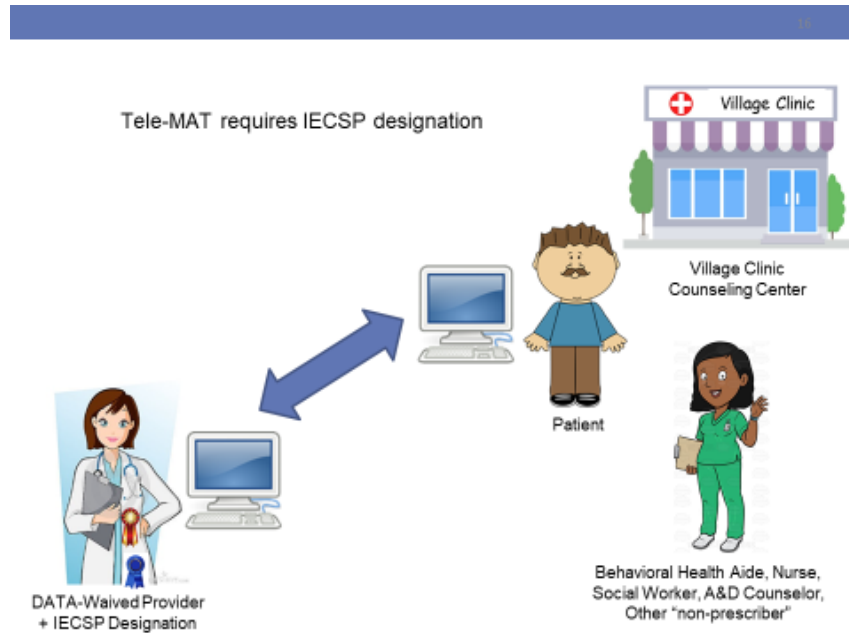 16
Tele-MAT requires IECSP designation
Village Clinic
Village Clinic
Counseling Center
Patient
DATA-Waived Provider
+ IECSP Designation
Behavioral Health Aide, Nurse,
Social Worker, A&D Counselor,
Other "non-prescriber"